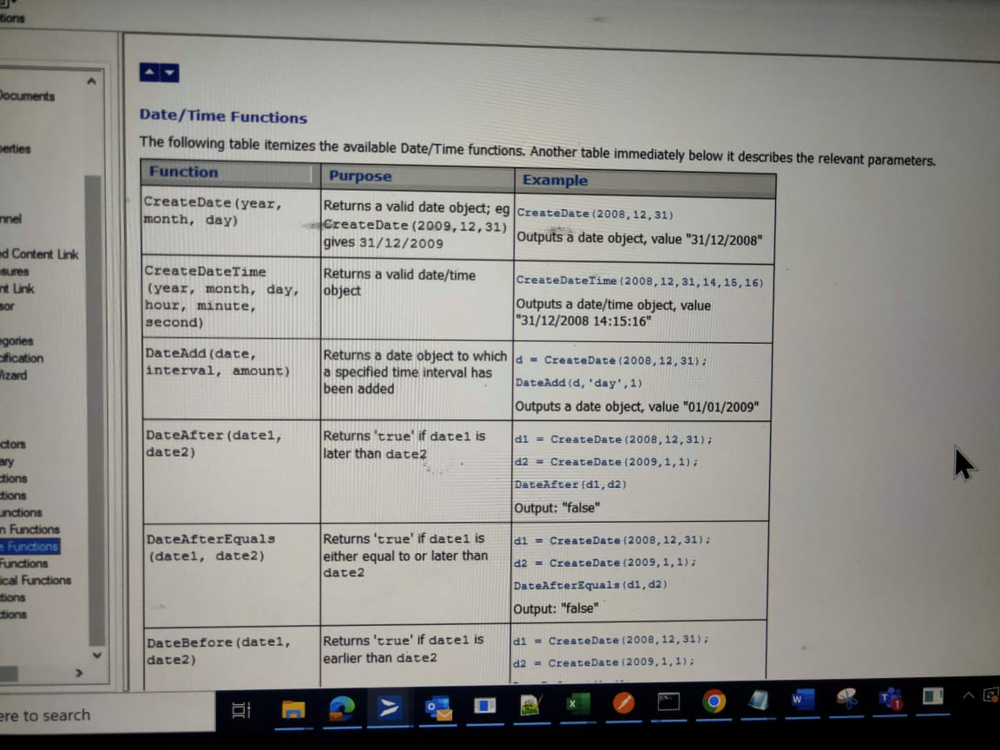 tions
Documents
perties
nnel
ed Content Link
sures
nt Link
sor
egories
cification
Wizard
ctors
ary
ctions
ctions
unctions
n Functions
e Functions
Functions
ical Functions
tions
ctions
Date/Time Functions
The following table itemizes the available Date/Time functions. Another table immediately below it describes the relevant parameters.
Function
Purpose
Example
CreateDate(year,
month, day)
Returns a valid date object; eg
CreateDate(2009,12,31)
gives 31/12/2009
CreateDate(2008,12,31)
Outputs a date object, value "31/12/2008"
CreateDateTime
(year, month, day,
hour, minute,
second)
Returns a valid date/time
object
CreateDateTime(2008,12,31,14,15,16)
Outputs a date/time object, value
"31/12/2008 14:15:16"
DateAdd(date,
interval, amount)
Returns a date object to which
a specified time interval has
been added
d = CreateDate(2008,12,31);
DateAdd(d,'day',1)
Outputs a date object, value "01/01/2009"
DateAfter(date1,
date2)
Returns 'true' if date1 is
later than date2
d1 = CreateDate(2008,12,31);
d2 = CreateDate(2009,1,1);
DateAfter(d1,d2)
Output: "false"
DateAfterEquals
(date1, date2)
Returns 'true' if date1 is
either equal to or later than
date2
d1 = CreateDate(2008,12,31);
d2 = CreateDate(2009,1,1);
DateAfterEquals(d1,d2)
Output: "false"
DateBefore(date1,
date2)
Returns 'true' if date1 is
earlier than date2
d1 = CreateDate(2008,12,31);
d2 = CreateDate(2009,1,1);
ere to search